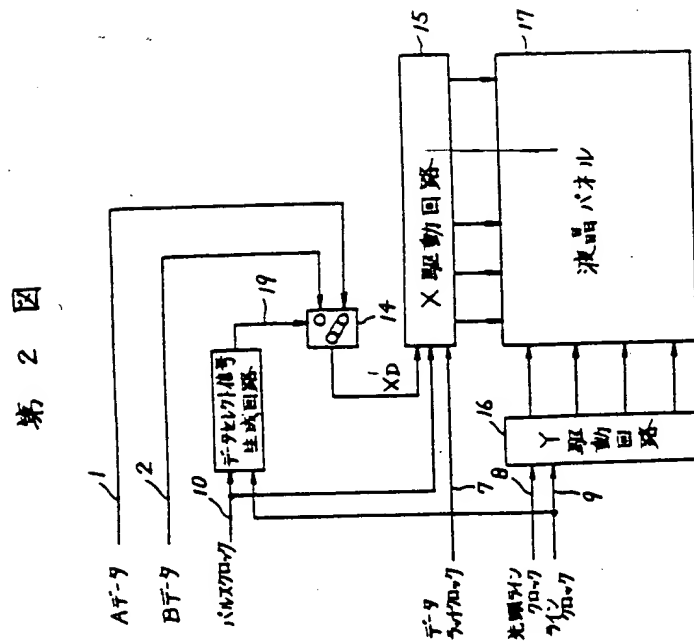 第 2 図
Aデータ
1
Bデータ
2
パルスクロック
10
データセレクト信号
生成回路
19
14
XD
データ
ラッチクロック
7
X 駆動回路
15
先頭ライン
クロック
8
ライン
クロック
9
Y 駆動回路
16
液晶パネル
17